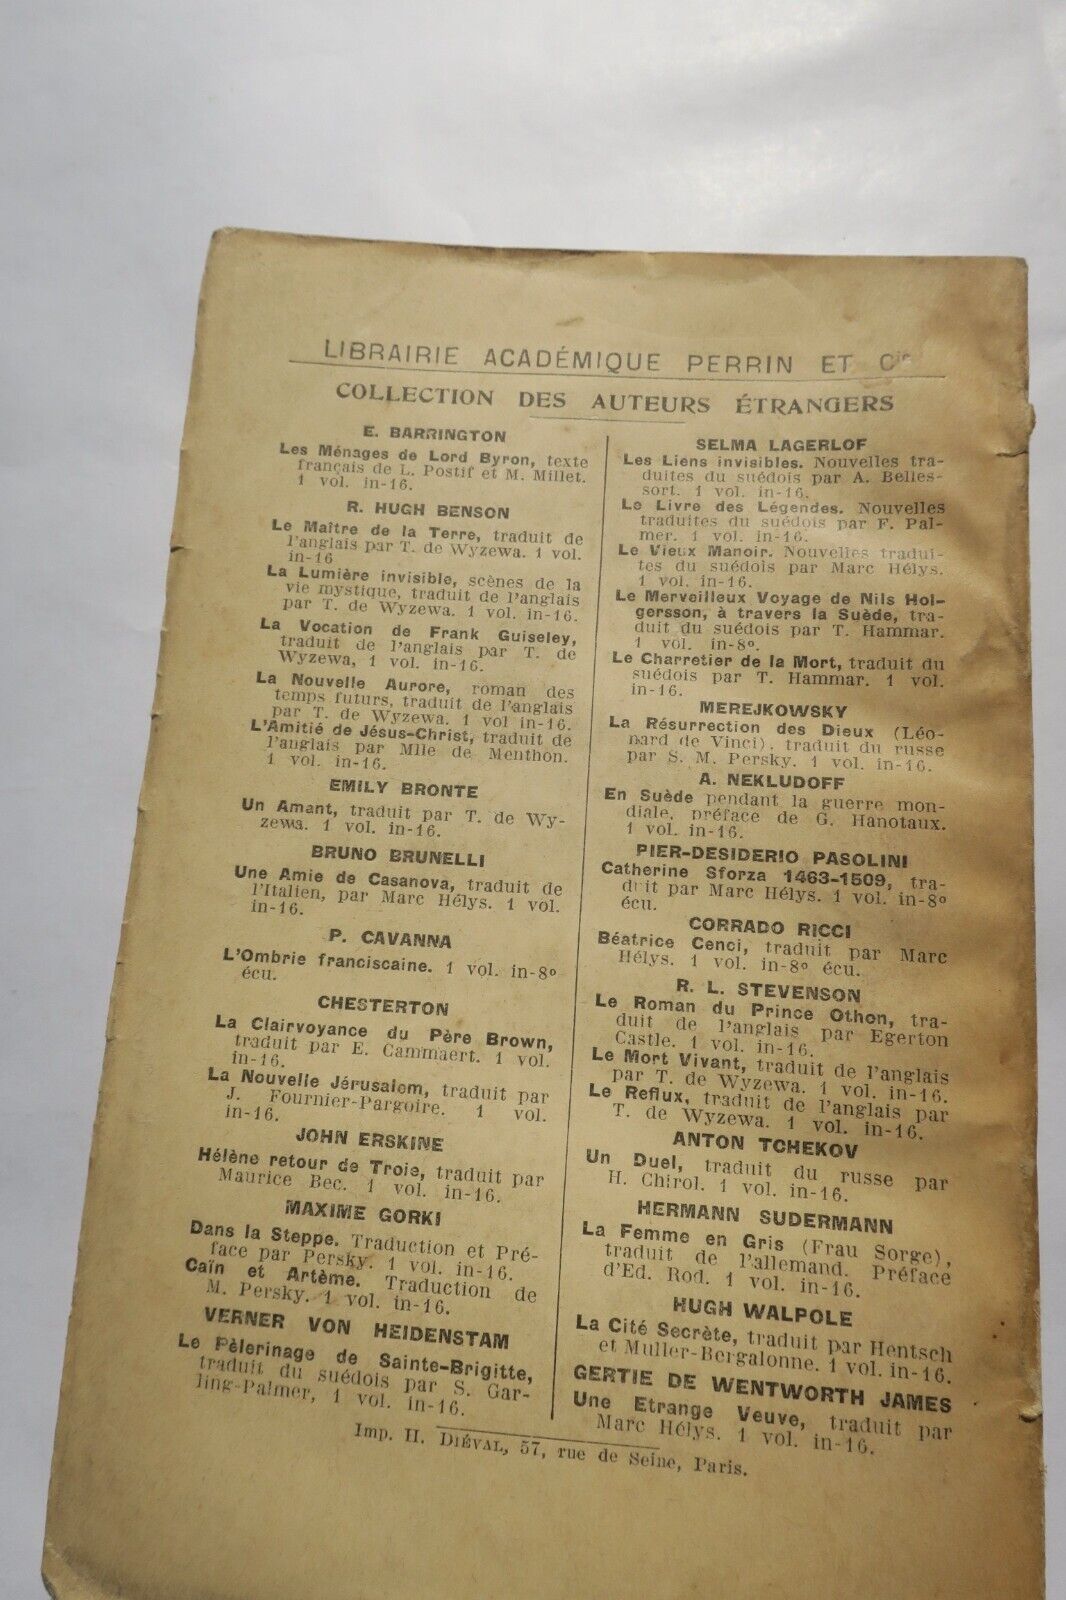 LIBRAIRIE ACADÉMIQUE PERRIN ET Cie
COLLECTION DES AUTEURS ÉTRANGERS
E. BARRINGTON
Les Ménages de Lord Byron, texte
français de L. Postif et M. Millet.
1 vol. in-16.
R. HUGH BENSON
Le Maître de la Terre, traduit de
l'anglais par T. de Wyzewa. 1 vol.
in-16
La Lumière invisible, scènes de la
vie mystique, traduit de l'anglais
par T. de Wyzewa. 1 vol. in-16.
La Vocation de Frank Guiseley,
traduit de l'anglais par T. de
Wyzewa, 1 vol. in-16.
La Nouvelle Aurore, roman des
temps futurs, traduit de l'anglais
par T. de Wyzewa. 1 vol in-16.
L'Amitié de Jésus-Christ, traduit de
l'anglais par Mlle de Menthon.
1 vol. in-16.
EMILY BRONTE
Un Amant, traduit par T. de Wy-
zewa. 1 vol. in-16.
BRUNO BRUNELLI
Une Amie de Casanova, traduit de
l'Italien, par Marc Hélys. 1 vol.
in-16.
P. CAVANNA
L'Ombrie franciscaine. 1 vol. in-8º
écu.
CHESTERTON
La Clairvoyance du Père Brown,
traduit par E. Cammaert. 1 vol.
in-16.
La Nouvelle Jérusalem, traduit par
J. Fournier-Pargoire. 1 vol.
in-16.
JOHN ERSKINE
Hélène retour de Troie, traduit par
Maurice Bec. 1 vol. in-16.
MAXIME GORKI
Dans la Steppe. Traduction et Pré-
face par Persky. 1 vol. in-16.
Caïn et Artème. Traduction de
M. Persky. 1 vol. in-16.
VERNER VON HEIDENSTAM
Le Pèlerinage de Sainte-Brigitte,
traduit du suédois par S. Gar-
ling-Palmer, 1 vol. in-16.
SELMA LAGERLOF
Les Liens invisibles. Nouvelles tra-
duites du suédois par A. Belles-
sort. 1 vol. in-16.
Le Livre des Légendes. Nouvelles
traduites du suédois par F. Pal-
mer. 1 vol. in-16.
Le Vieux Manoir. Nouvelles tradui-
tes du suédois par Marc Hélys.
1 vol. in-16.
Le Merveilleux Voyage de Nils Hol-
gersson, à travers la Suède, tra-
duit du suédois par T. Hammar.
1 vol. in-8º.
Le Charretier de la Mort, traduit du
suédois par T. Hammar. 1 vol.
in-16.
MEREJKOWSKY
La Résurrection des Dieux (Léo-
nard de Vinci), traduit du russe
par S. M. Persky. 1 vol. in-16.
A. NEKLUDOFF
En Suède pendant la guerre mon-
diale, préface de G. Hanotaux.
1 vol. in-16.
PIER-DESIDERIO PASOLINI
Catherine Sforza 1463-1509, tra-
duit par Marc Hélys. 1 vol. in-8º
écu.
CORRADO RICCI
Béatrice Cenci, traduit par Marc
Hélys. 1 vol. in-8º écu.
R. L. STEVENSON
Le Roman du Prince Othon, tra-
duit de l'anglais par Egerton
Castle. 1 vol. in-16.
Le Mort Vivant, traduit de l'anglais
par T. de Wyzewa. 1 vol. in-16.
Le Reflux, traduit de l'anglais par
T. de Wyzewa. 1 vol. in-16.
ANTON TCHEKOV
Un Duel, traduit du russe par
H. Chirol. 1 vol. in-16.
HERMANN SUDERMANN
La Femme en Gris (Frau Sorge),
traduit de l'allemand. Préface
d'Ed. Rod. 1 vol. in-16.
HUGH WALPOLE
La Cité Secrète, traduit par Hentsch
et Muller-Bergalonne. 1 vol. in-16.
GERTIE DE WENTWORTH JAMES
Une Etrange Veuve, traduit par
Marc Hélys. 1 vol. in-16.
Imp. H. DIÉVAL, 57, rue de Seine, Paris.